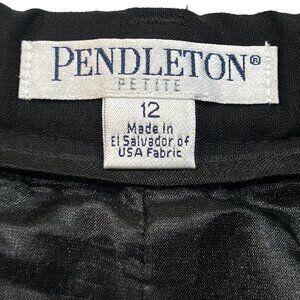 PENDLETON®
PETITE
12
Made in
El Salvador of
USA Fabric